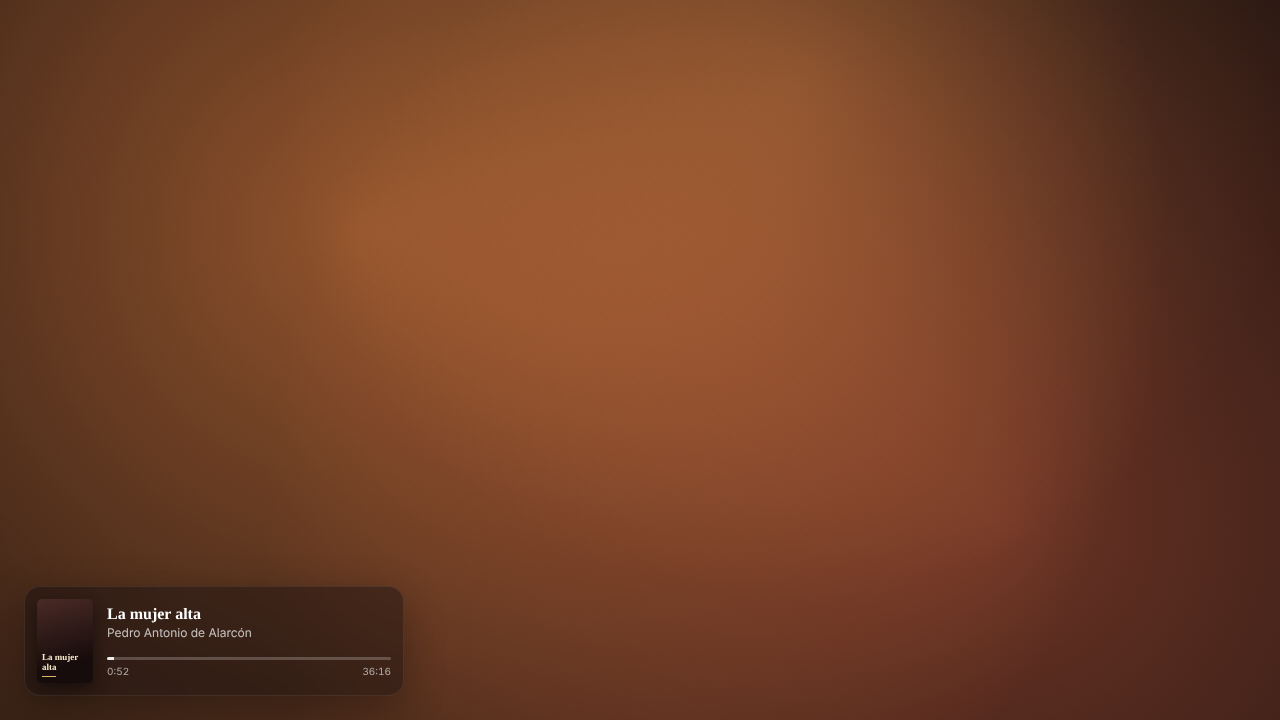 La mujer
alta
La mujer alta
Pedro Antonio de Alarcón
0:52
36:16